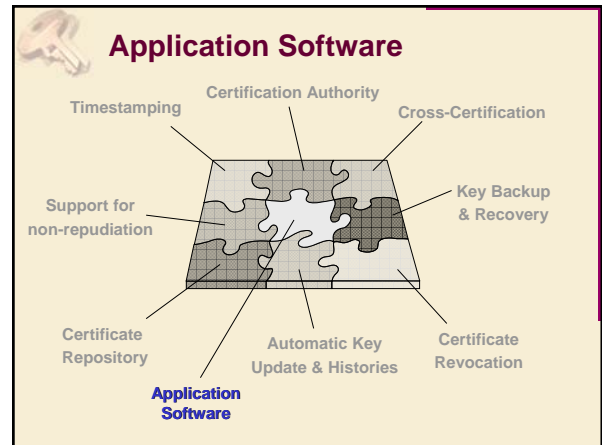 Application Software
Certification Authority
Timestamping
Cross-Certification
Key Backup
& Recovery
Support for
non-repudiation
Certificate
Repository
Automatic Key
Update & Histories
Certificate
Revocation
Application
Software